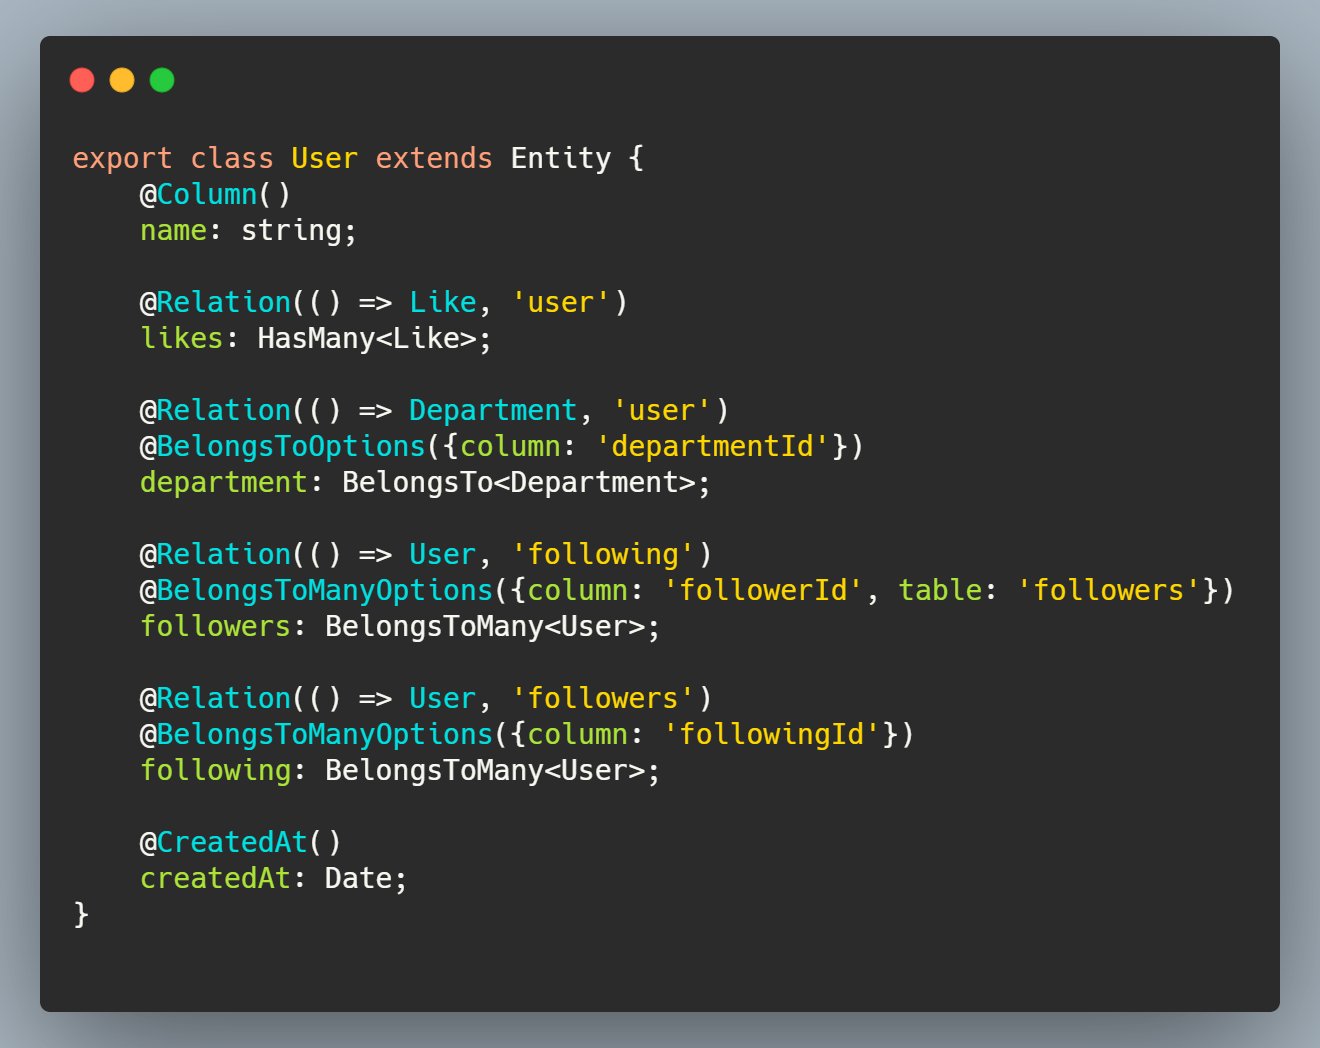 export class User extends Entity {
    @Column()
    name: string;

    @Relation(() => Like, 'user')
    likes: HasMany<Like>;

    @Relation(() => Department, 'user')
    @BelongsToOptions({column: 'departmentId'})
    department: BelongsTo<Department>;

    @Relation(() => User, 'following')
    @BelongsToManyOptions({column: 'followerId', table: 'followers'})
    followers: BelongsToMany<User>;

    @Relation(() => User, 'followers')
    @BelongsToManyOptions({column: 'followingId'})
    following: BelongsToMany<User>;

    @CreatedAt()
    createdAt: Date;
}